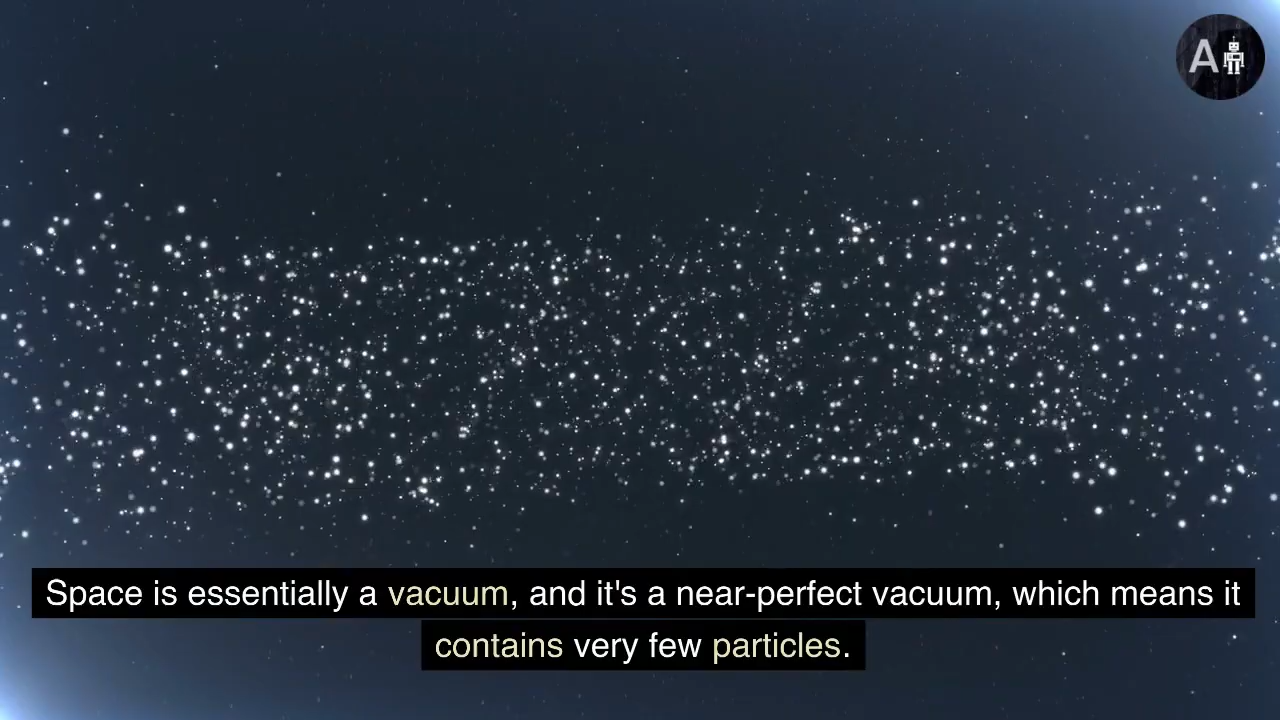 A
Space is essentially a vacuum, and it's a near-perfect vacuum, which means it
contains very few particles.